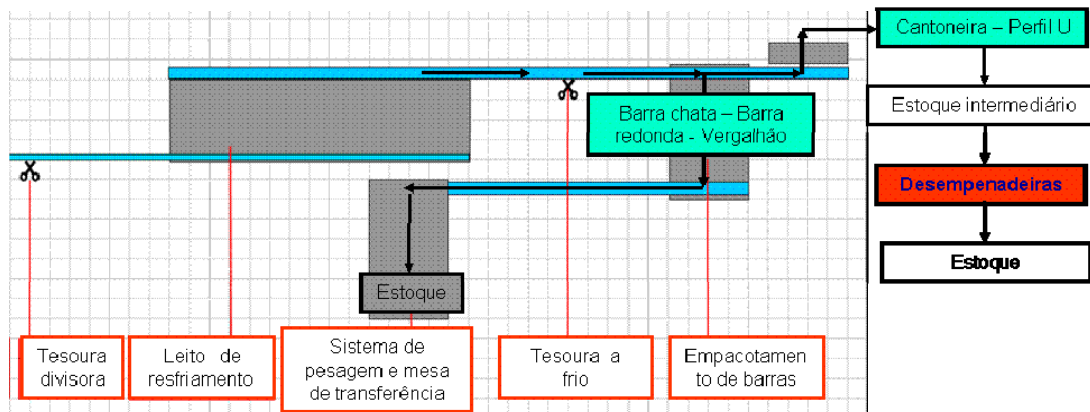 Cantoneira – Perfil U
Estoque intermediário
Desempenadeiras
Estoque
Barra chata – Barra
redonda - Vergalhão
Estoque
Tesoura
divisora
Leito de
resfriamento
Sistema de
pesagem e mesa
de transferência
Tesoura a
frio
Empacotamen
to de barras